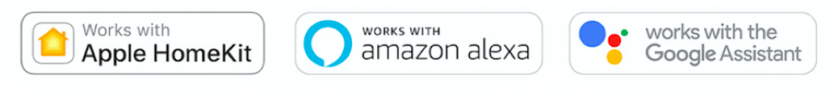 Works with
Apple HomeKit
WORKS WITH
amazon alexa
works with the
Google Assistant